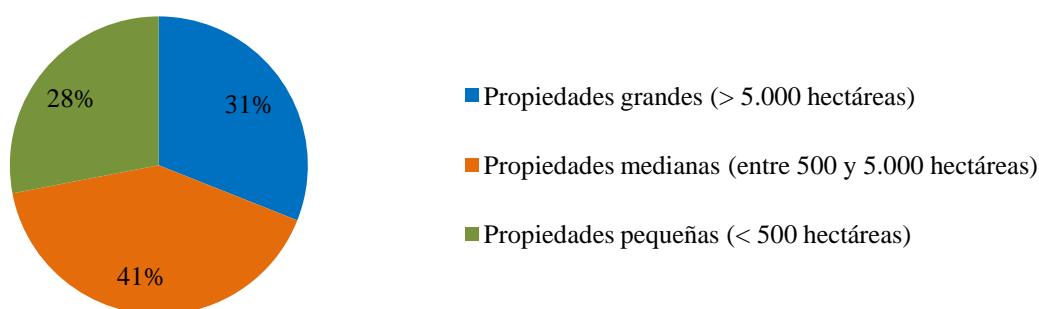 28%
31%
41%
Propiedades grandes (> 5.000 hectáreas)
Propiedades medianas (entre 500 y 5.000 hectáreas)
Propiedades pequeñas (< 500 hectáreas)